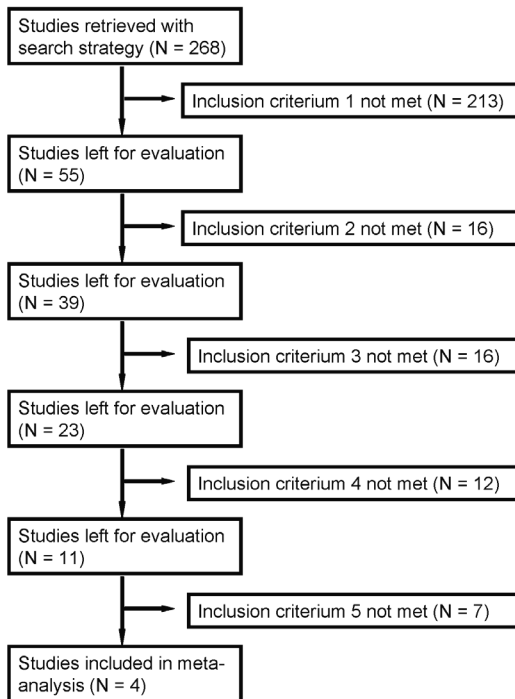 Studies retrieved with
search strategy (N = 268)
Inclusion criterium 1 not met (N = 213)
Studies left for evaluation
(N = 55)
Inclusion criterium 2 not met (N = 16)
Studies left for evaluation
(N = 39)
Inclusion criterium 3 not met (N = 16)
Studies left for evaluation
(N = 23)
Inclusion criterium 4 not met (N = 12)
Studies left for evaluation
(N = 11)
Inclusion criterium 5 not met (N = 7)
Studies included in meta-
analysis (N = 4)